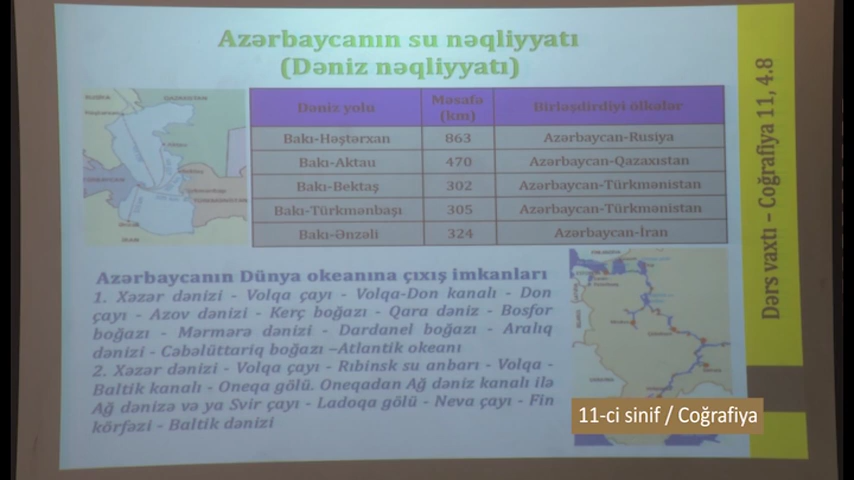 Azərbaycanın su nəqliyyatı
(Dəniz nəqliyyatı)
Dəniz yolu Məsafə (km) Birləşdirdiyi ölkələr
Bakı-Həştərxan 863 Azərbaycan-Rusiya
Bakı-Aktau 470 Azərbaycan-Qazaxıstan
Bakı-Bektaş 302 Azərbaycan-Türkmənistan
Bakı-Türkmənbaşı 305 Azərbaycan-Türkmənistan
Bakı-Ənzəli 324 Azərbaycan-İran
Azərbaycanın Dünya okeanına çıxış imkanları
1. Xəzər dənizi - Volqa çayı - Volqa-Don kanalı - Don
çayı - Azov dənizi - Kerç boğazı - Qara dəniz - Bosfor
boğazı - Mərmərə dənizi - Dardanel boğazı - Aralıq
dənizi - Cəbəlüttariq boğazı –Atlantik okeanı
2. Xəzər dənizi - Volqa çayı - Rıbinsk su anbarı - Volqa -
Baltik kanalı - Oneqa gölü. Oneqadan Ağ dəniz kanalı ilə
Ağ dənizə və ya Svir çayı - Ladoqa gölü - Neva çayı - Fin
körfəzi - Baltik dənizi
Dərs vaxtı – Coğrafiya 11, 4.8
11-ci sinif / Coğrafiya